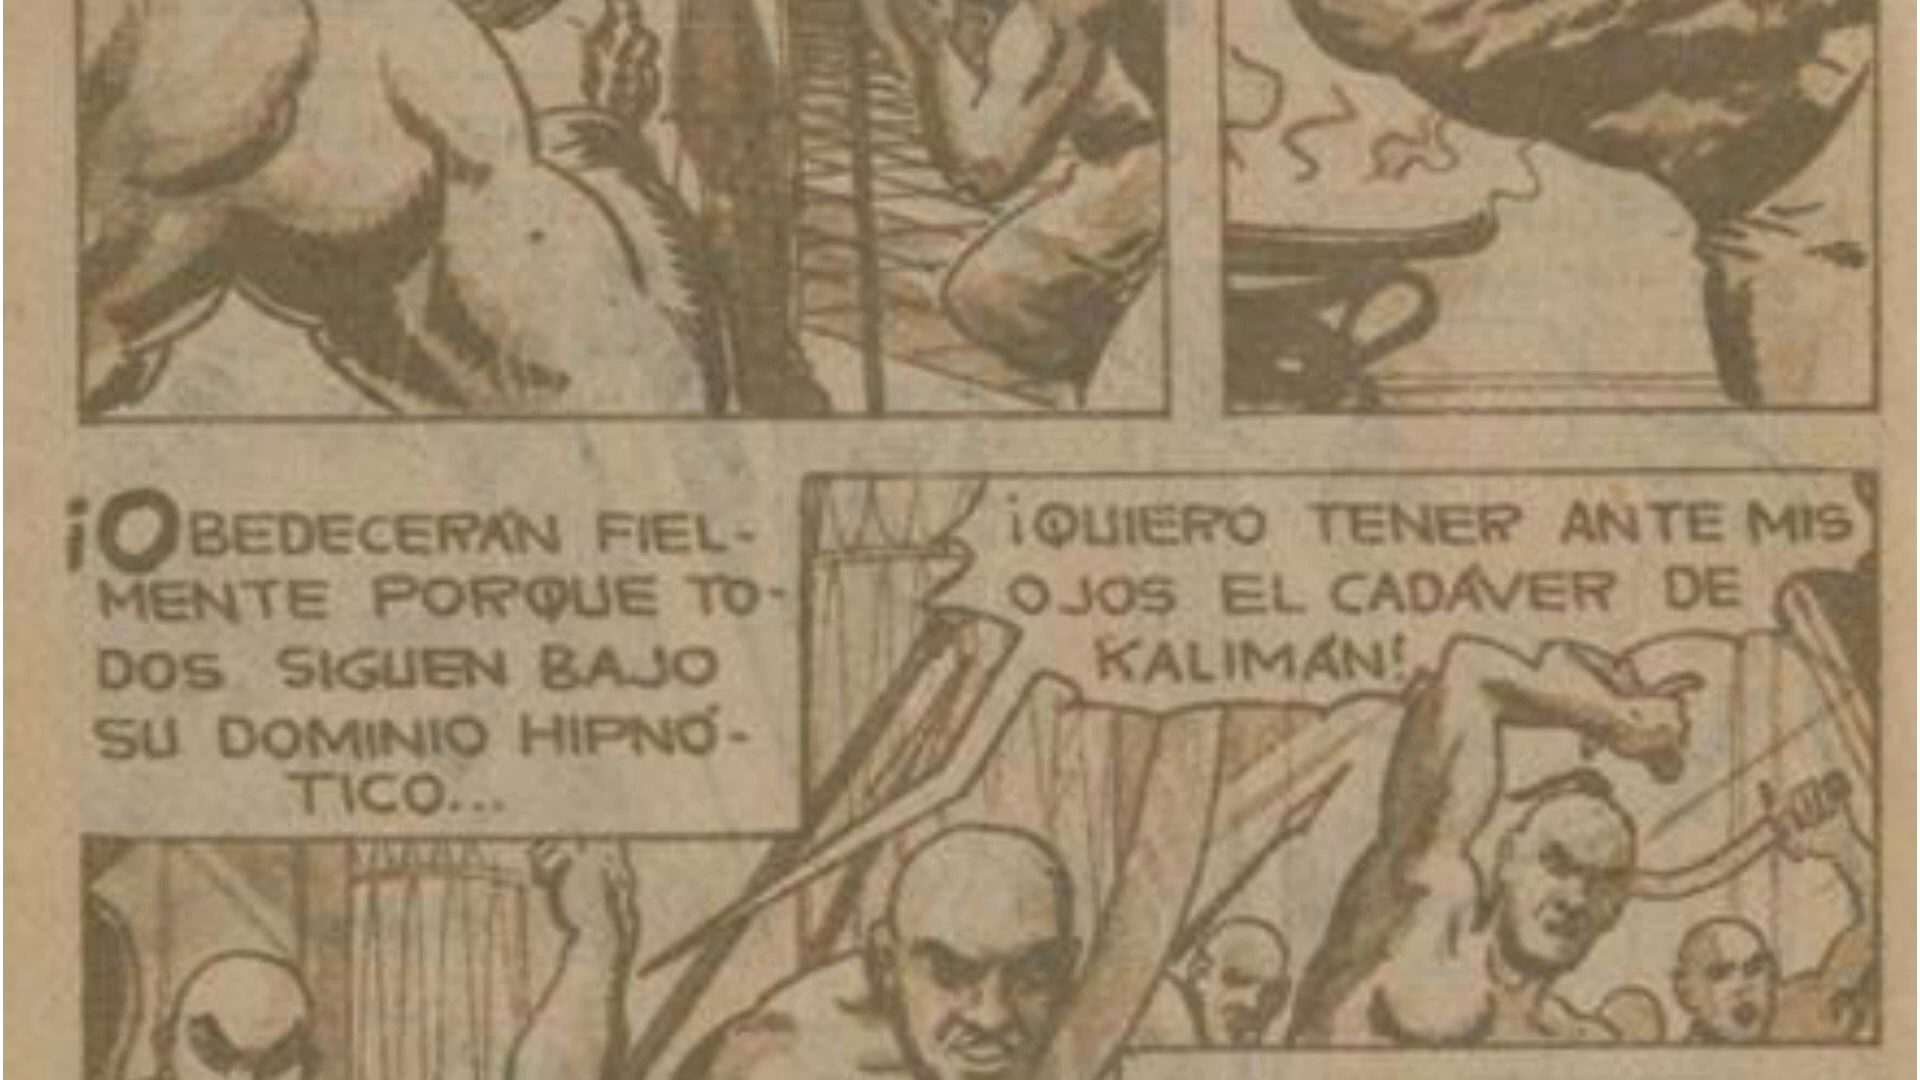 ¡OBEDECERÁN FIEL-
MENTE PORQUE TO-
DOS SIGUEN BAJO
SU DOMINIO HIPNÓ-
TICO...
¡QUIERO TENER ANTE MIS
OJOS EL CADÁVER DE
KALIMÁN!